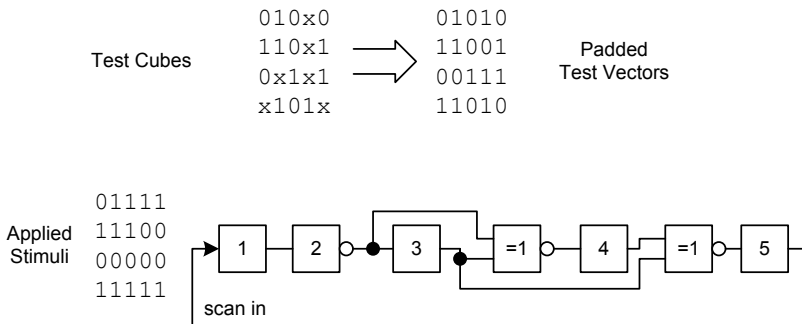 Test Cubes
010x0
110x1
0x1x1
x101x
01010
11001
00111
11010
Padded
Test Vectors
Applied
Stimuli
01111
11100
00000
11111
1
2
3
=1
4
=1
5
scan in